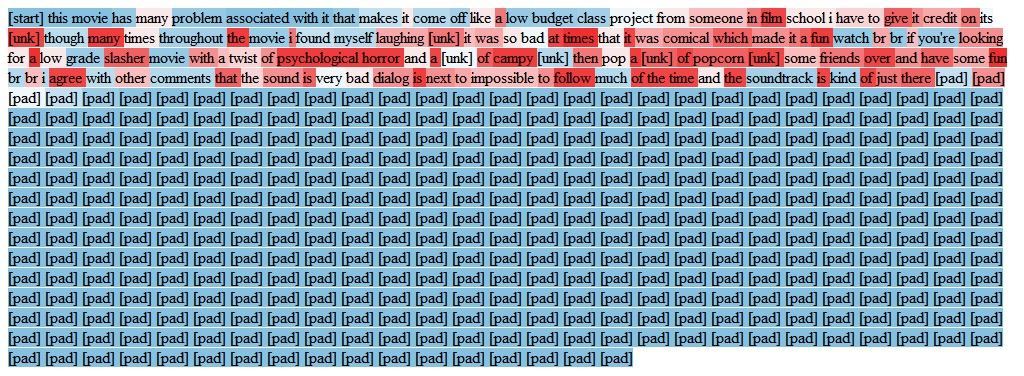 [start] this movie has many problem associated with it that makes it come off like a low budget class project from someone in film school i have to give it credit on its
[unk] though many times throughout the movie i found myself laughing [unk] it was so bad at times that it was comical which made it a fun watch br br if you're looking
for a low grade slasher movie with a twist of psychological horror and a [unk] of campy [unk] then pop a [unk] of popcorn [unk] some friends over and have some fun
br br i agree with other comments that the sound is very bad dialog is next to impossible to follow much of the time and the soundtrack is kind of just there [pad] [pad]
[pad] [pad] [pad] [pad] [pad] [pad] [pad] [pad] [pad] [pad] [pad] [pad] [pad] [pad] [pad] [pad] [pad] [pad] [pad] [pad] [pad] [pad] [pad] [pad] [pad] [pad] [pad]
[pad] [pad] [pad] [pad] [pad] [pad] [pad] [pad] [pad] [pad] [pad] [pad] [pad] [pad] [pad] [pad] [pad] [pad] [pad] [pad] [pad] [pad] [pad] [pad] [pad] [pad] [pad]
[pad] [pad] [pad] [pad] [pad] [pad] [pad] [pad] [pad] [pad] [pad] [pad] [pad] [pad] [pad] [pad] [pad] [pad] [pad] [pad] [pad] [pad] [pad] [pad] [pad] [pad] [pad]
[pad] [pad] [pad] [pad] [pad] [pad] [pad] [pad] [pad] [pad] [pad] [pad] [pad] [pad] [pad] [pad] [pad] [pad] [pad] [pad] [pad] [pad] [pad] [pad] [pad] [pad] [pad]
[pad] [pad] [pad] [pad] [pad] [pad] [pad] [pad] [pad] [pad] [pad] [pad] [pad] [pad] [pad] [pad] [pad] [pad] [pad] [pad] [pad] [pad] [pad] [pad] [pad] [pad] [pad]
[pad] [pad] [pad] [pad] [pad] [pad] [pad] [pad] [pad] [pad] [pad] [pad] [pad] [pad] [pad] [pad] [pad] [pad] [pad] [pad] [pad] [pad] [pad] [pad] [pad] [pad] [pad]
[pad] [pad] [pad] [pad] [pad] [pad] [pad] [pad] [pad] [pad] [pad] [pad] [pad] [pad] [pad] [pad] [pad] [pad] [pad] [pad] [pad] [pad] [pad] [pad] [pad] [pad] [pad]
[pad] [pad] [pad] [pad] [pad] [pad] [pad] [pad] [pad] [pad] [pad] [pad] [pad] [pad] [pad] [pad] [pad] [pad] [pad] [pad] [pad] [pad] [pad] [pad] [pad] [pad] [pad]
[pad] [pad] [pad] [pad] [pad] [pad] [pad] [pad] [pad] [pad] [pad] [pad] [pad] [pad] [pad] [pad] [pad] [pad] [pad] [pad] [pad] [pad] [pad] [pad] [pad] [pad] [pad]
[pad] [pad] [pad] [pad] [pad] [pad] [pad] [pad] [pad] [pad] [pad] [pad] [pad] [pad] [pad] [pad] [pad] [pad] [pad] [pad] [pad] [pad] [pad] [pad] [pad] [pad] [pad]
[pad] [pad] [pad] [pad] [pad] [pad] [pad] [pad] [pad] [pad] [pad] [pad] [pad] [pad] [pad] [pad] [pad] [pad] [pad] [pad] [pad] [pad] [pad] [pad] [pad] [pad] [pad]
[pad] [pad] [pad] [pad] [pad] [pad] [pad] [pad] [pad] [pad] [pad] [pad] [pad] [pad] [pad] [pad] [pad] [pad] [pad] [pad] [pad] [pad] [pad] [pad] [pad] [pad] [pad]
[pad] [pad] [pad] [pad] [pad] [pad] [pad] [pad] [pad] [pad] [pad] [pad] [pad] [pad] [pad] [pad] [pad] [pad] [pad] [pad] [pad] [pad] [pad] [pad] [pad] [pad] [pad]
[pad] [pad] [pad] [pad] [pad] [pad] [pad] [pad] [pad] [pad] [pad] [pad] [pad] [pad] [pad] [pad] [pad]